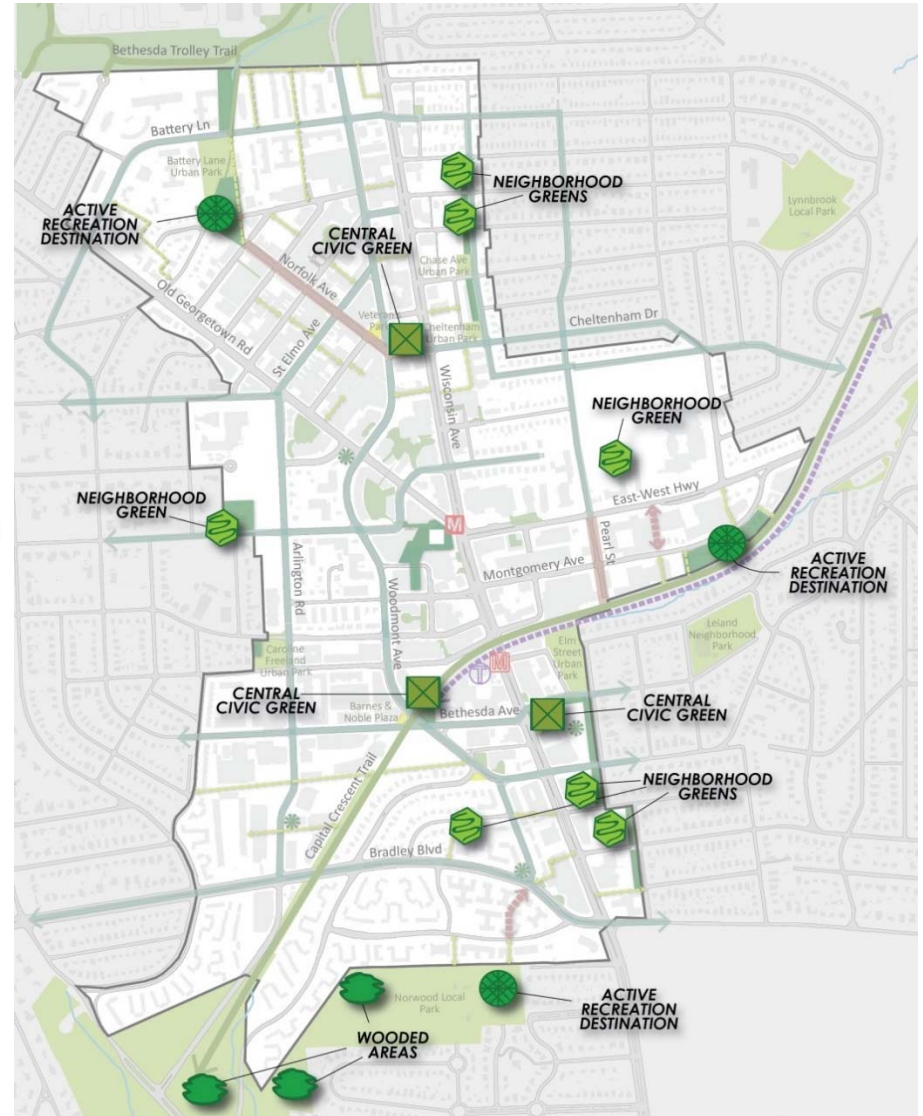 Bethesda Trolley Trail
Battery Ln
Battery Lane
Urban Park
NEIGHBORHOOD
GREENS
Lynnbrook
Local Park
ACTIVE
RECREATION
DESTINATION
CENTRAL
CIVIC GREEN
Norfolk Ave
Chase Ave
Urban Park
Old Georgetown Rd
St Elmo Ave
Veterans
Park
Cheltenham
Urban Park
Cheltenham Dr
Wisconsin Ave
NEIGHBORHOOD
GREEN
NEIGHBORHOOD
GREEN
East-West Hwy
M
Pearl St
Arlington Rd
Montgomery Ave
ACTIVE
RECREATION
DESTINATION
Woodmont Ave
Leland
Neighborhood
Park
Caroline
Freeland
Urban Park
Elm
Street
Urban
Park
M
T
CENTRAL
CIVIC GREEN
Barnes &
Noble Plaza
Bethesda Ave
CENTRAL
CIVIC GREEN
Capital Crescent Trail
NEIGHBORHOOD
GREENS
Bradley Blvd
Norwood Local
Park
ACTIVE
RECREATION
DESTINATION
WOODED
AREAS